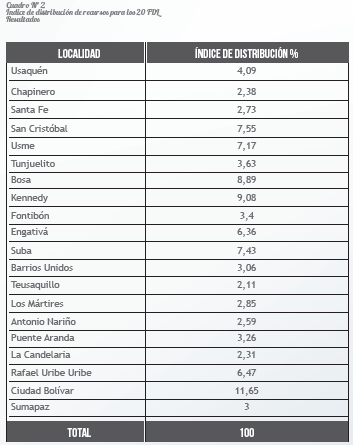 Cuadro Nº 2
Indice de distribución de recursos para los 20 FDL
Resultados
LOCALIDAD ÍNDICE DE DISTRIBUCIÓN %
Usaquén 4,09
Chapinero 2,38
Santa Fe 2,73
San Cristóbal 7,55
Usme 7,17
Tunjuelito 3,63
Bosa 8,89
Kennedy 9,08
Fontibón 3,4
Engativá 6,36
Suba 7,43
Barrios Unidos 3,06
Teusaquillo 2,11
Los Mártires 2,85
Antonio Nariño 2,59
Puente Aranda 3,26
La Candelaria 2,31
Rafael Uribe Uribe 6,47
Ciudad Bolívar 11,65
Sumapaz 3
TOTAL 100